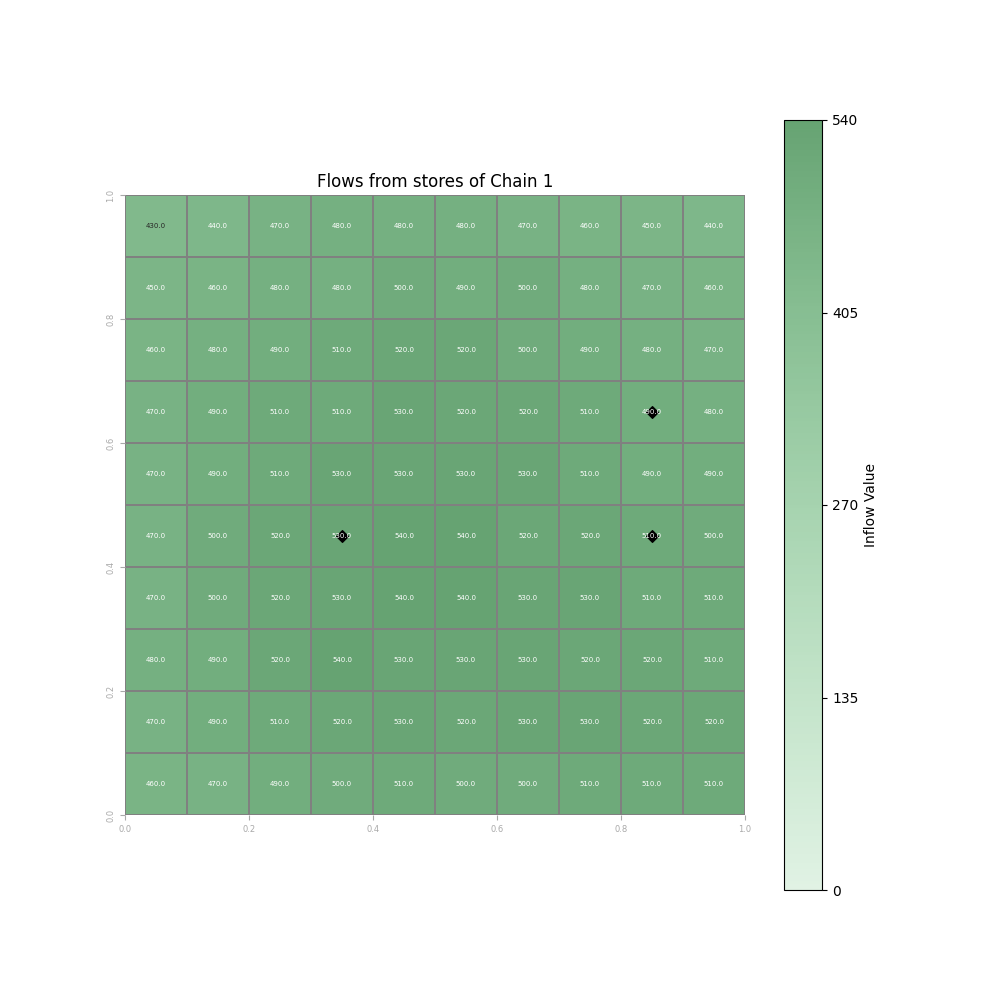 Flows from stores of Chain 1
540
405
270
135
0
Inflow Value
1.0
0.8
0.6
0.4
0.2
0.0
430.0 440.0 470.0 480.0 480.0 480.0 470.0 460.0 450.0 440.0
450.0 460.0 480.0 480.0 500.0 490.0 500.0 480.0 470.0 460.0
460.0 480.0 490.0 510.0 520.0 520.0 500.0 490.0 480.0 470.0
470.0 490.0 510.0 510.0 530.0 520.0 520.0 510.0 490.0 480.0
470.0 490.0 510.0 530.0 530.0 530.0 530.0 510.0 490.0 490.0
470.0 500.0 520.0 530.0 540.0 540.0 520.0 520.0 510.0 500.0
470.0 500.0 520.0 530.0 540.0 540.0 530.0 530.0 510.0 510.0
480.0 490.0 520.0 540.0 530.0 530.0 530.0 520.0 520.0 510.0
470.0 490.0 510.0 520.0 530.0 520.0 530.0 530.0 520.0 520.0
460.0 470.0 490.0 500.0 510.0 500.0 500.0 510.0 510.0 510.0
0.0 0.2 0.4 0.6 0.8 1.0